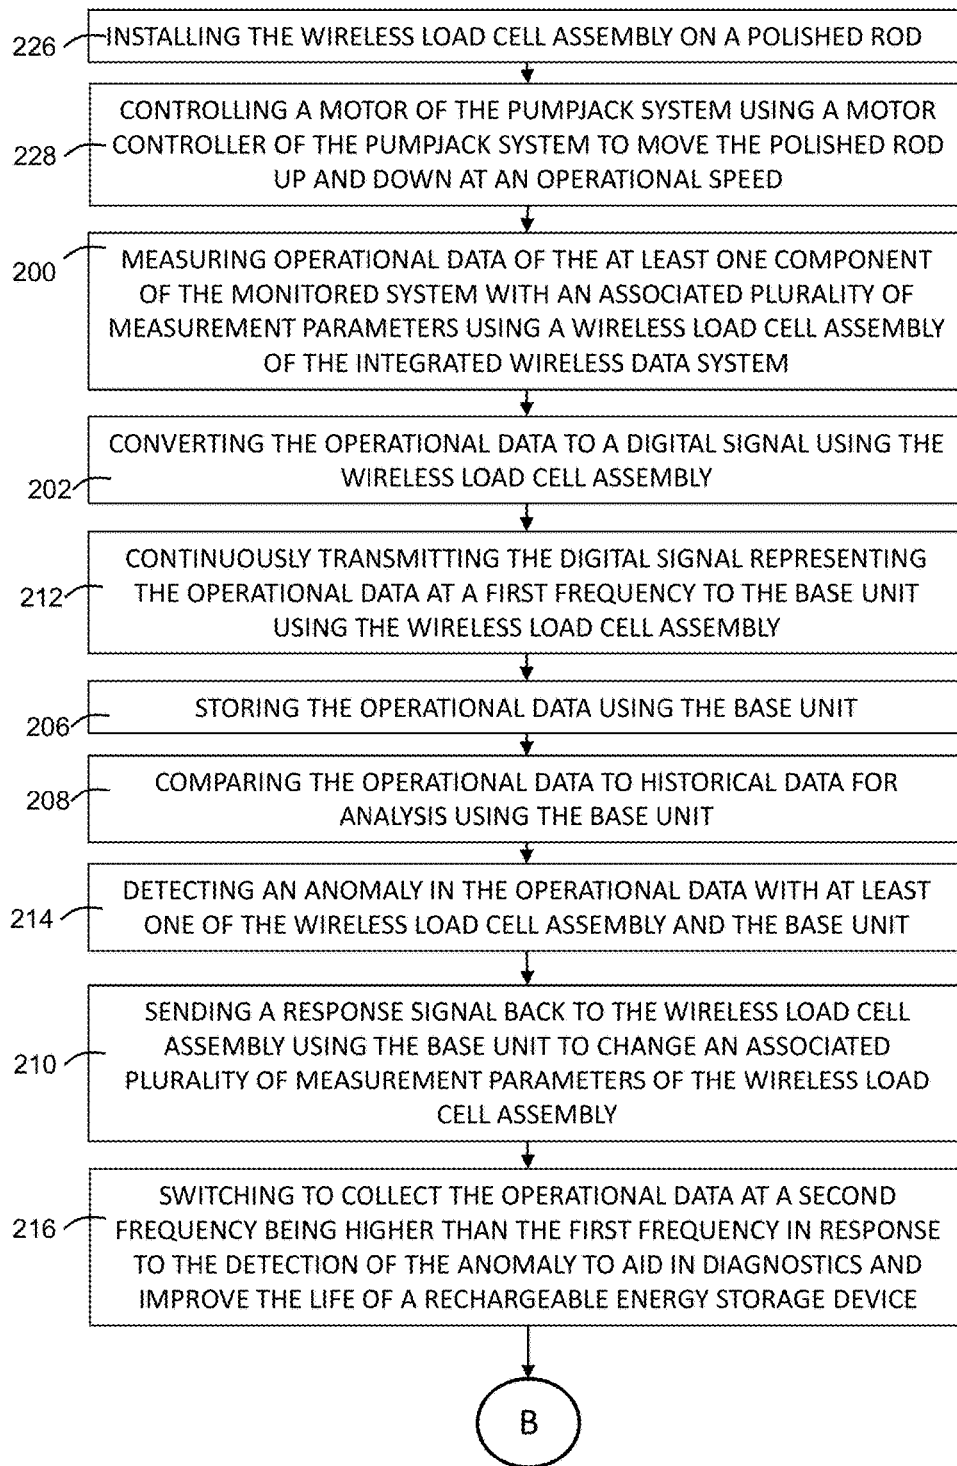 226 INSTALLING THE WIRELESS LOAD CELL ASSEMBLY ON A POLISHED ROD
CONTROLLING A MOTOR OF THE PUMPJACK SYSTEM USING A MOTOR
228 CONTROLLER OF THE PUMPJACK SYSTEM TO MOVE THE POLISHED ROD
UP AND DOWN AT AN OPERATIONAL SPEED
200 MEASURING OPERATIONAL DATA OF THE AT LEAST ONE COMPONENT
OF THE MONITORED SYSTEM WITH AN ASSOCIATED PLURALITY OF
MEASUREMENT PARAMETERS USING A WIRELESS LOAD CELL ASSEMBLY
OF THE INTEGRATED WIRELESS DATA SYSTEM
CONVERTING THE OPERATIONAL DATA TO A DIGITAL SIGNAL USING THE
202 WIRELESS LOAD CELL ASSEMBLY
CONTINUOUSLY TRANSMITTING THE DIGITAL SIGNAL REPRESENTING
212 THE OPERATIONAL DATA AT A FIRST FREQUENCY TO THE BASE UNIT
USING THE WIRELESS LOAD CELL ASSEMBLY
206 STORING THE OPERATIONAL DATA USING THE BASE UNIT
208 COMPARING THE OPERATIONAL DATA TO HISTORICAL DATA FOR
ANALYSIS USING THE BASE UNIT
214 DETECTING AN ANOMALY IN THE OPERATIONAL DATA WITH AT LEAST
ONE OF THE WIRELESS LOAD CELL ASSEMBLY AND THE BASE UNIT
SENDING A RESPONSE SIGNAL BACK TO THE WIRELESS LOAD CELL
210 ASSEMBLY USING THE BASE UNIT TO CHANGE AN ASSOCIATED
PLURALITY OF MEASUREMENT PARAMETERS OF THE WIRELESS LOAD
CELL ASSEMBLY
SWITCHING TO COLLECT THE OPERATIONAL DATA AT A SECOND
216 FREQUENCY BEING HIGHER THAN THE FIRST FREQUENCY IN RESPONSE
TO THE DETECTION OF THE ANOMALY TO AID IN DIAGNOSTICS AND
IMPROVE THE LIFE OF A RECHARGEABLE ENERGY STORAGE DEVICE
B